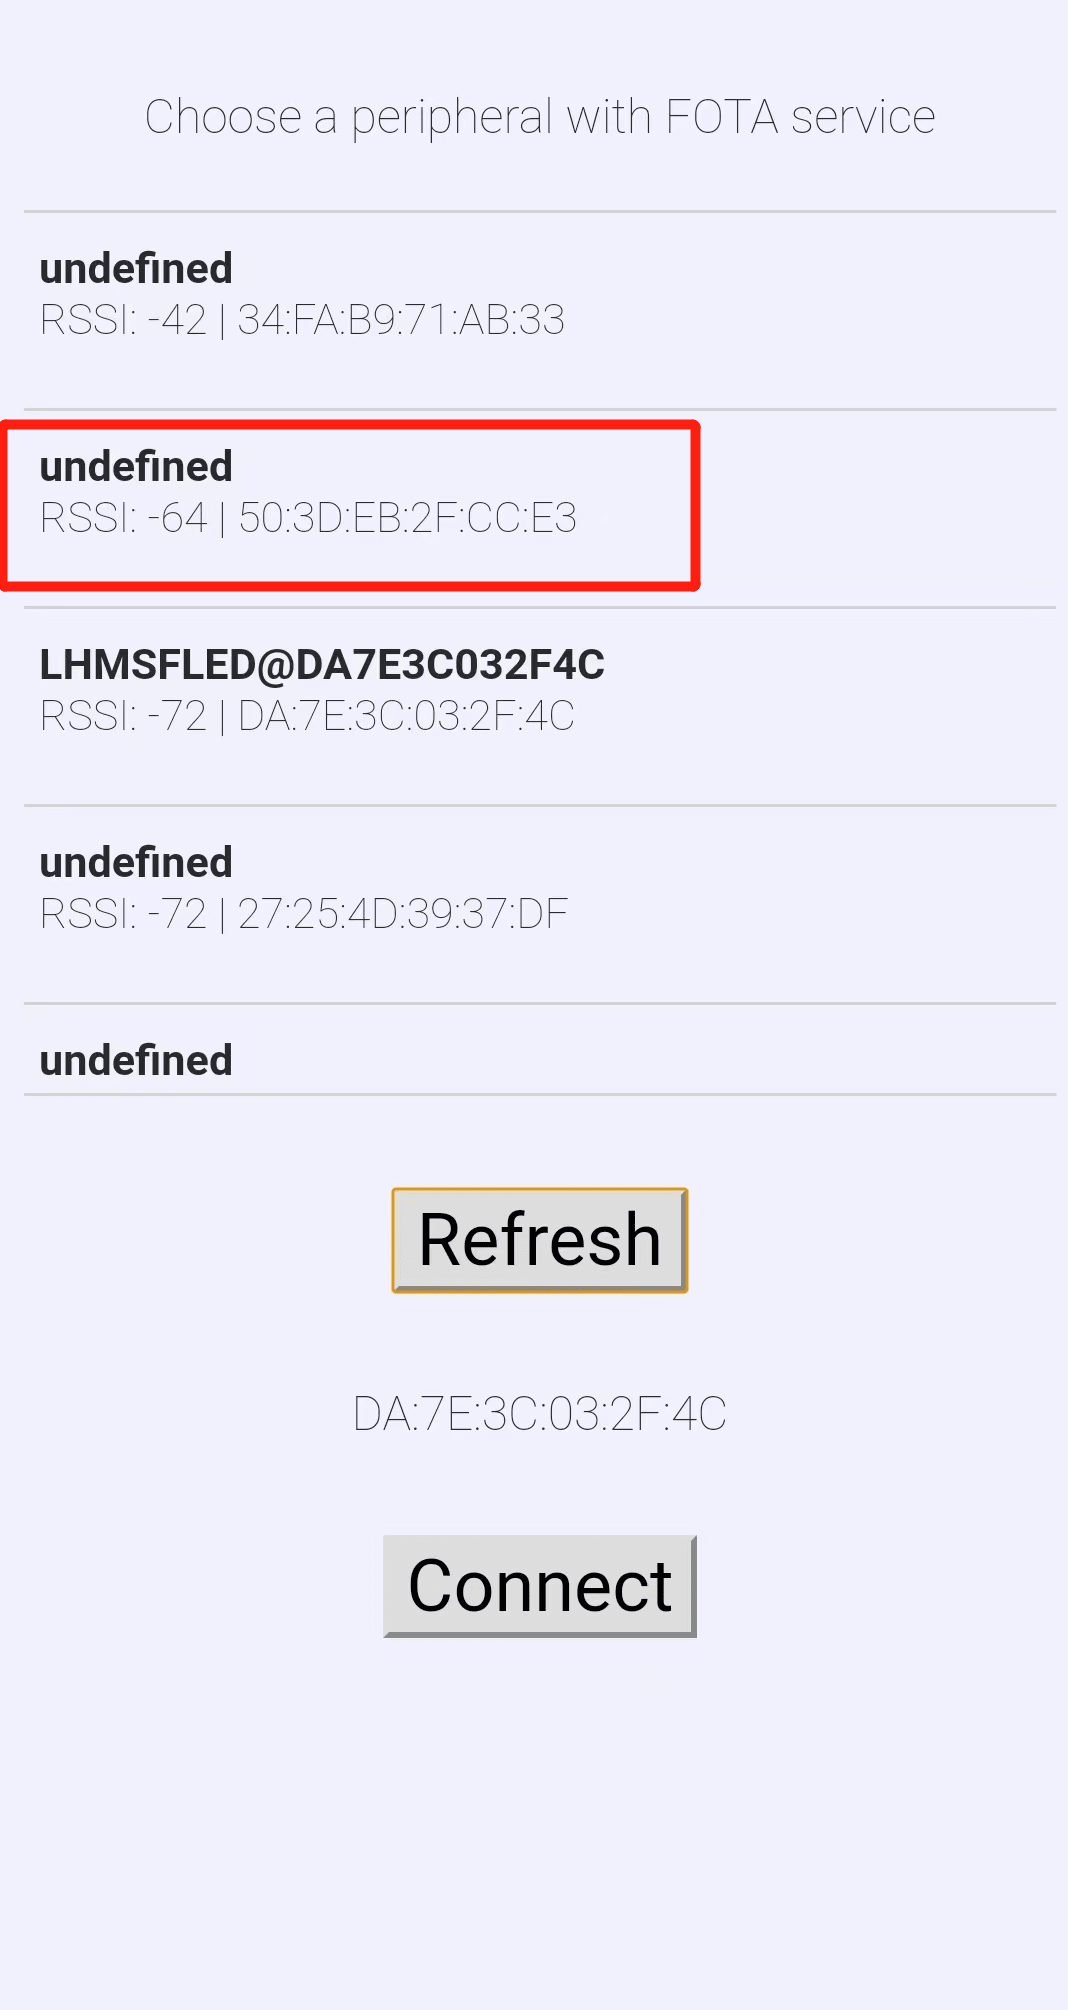 Choose a peripheral with FOTA service
undefined
RSSI: -42 | 34:FA:B9:71:AB:33
undefined
RSSI: -64 | 50:3D:EB:2F:CC:E3
LHMSFLED@DA7E3C032F4C
RSSI: -72 | DA:7E:3C:03:2F:4C
undefined
RSSI: -72 | 27:25:4D:39:37:DF
undefined
Refresh
DA:7E:3C:03:2F:4C
Connect